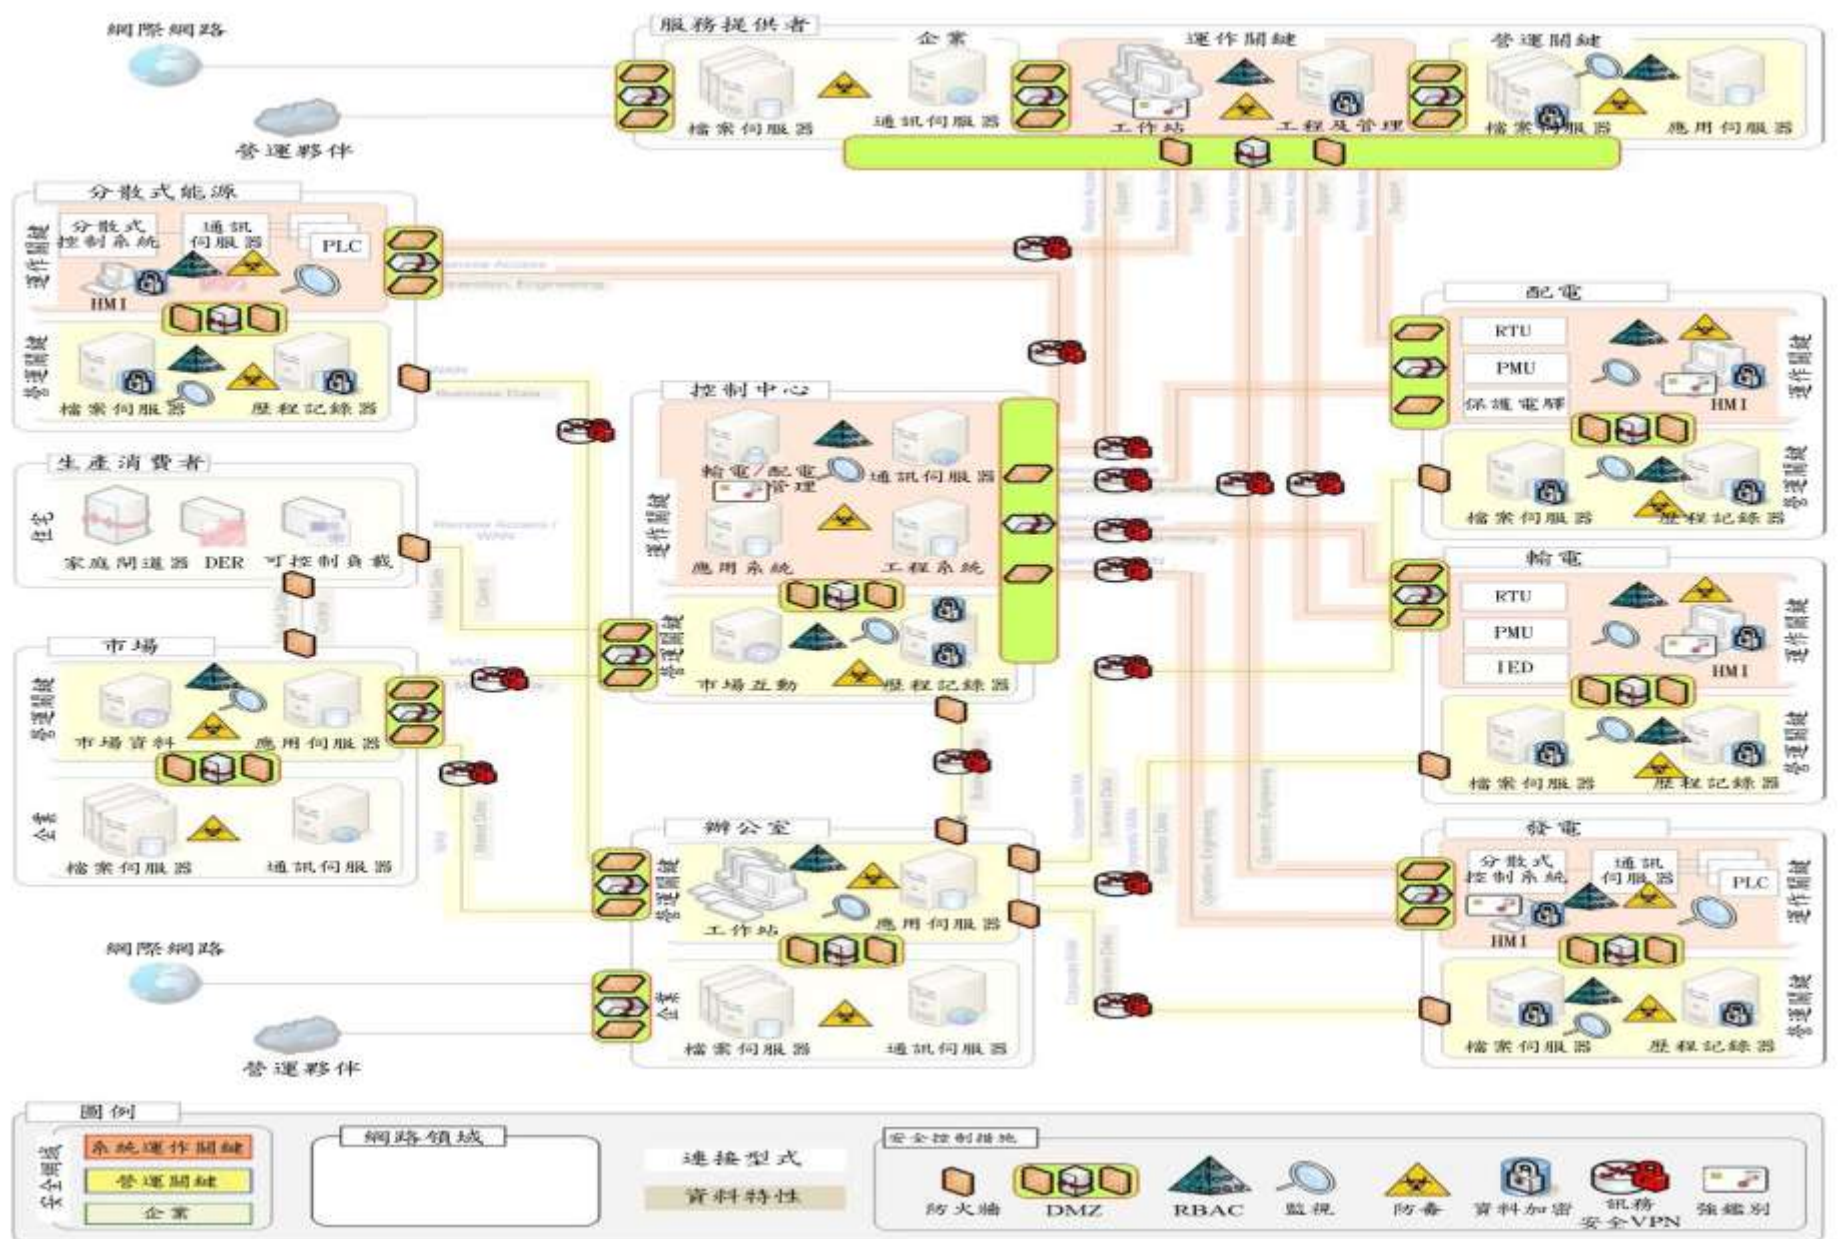 網際網路
營運夥伴
服務提供者
企業
運作關鍵
營運關鍵
檔案伺服器
通訊伺服器
工作站
工程及管理
檔案伺服器
應用伺服器
分散式能源
運作關鍵
分散式
控制系統
通訊
伺服器
PLC
HMI
營運關鍵
檔案伺服器
歷程記錄器
生產消費者
住宅
家庭閘道器
DER
可控制負載
市場
營運關鍵
市場資料
應用伺服器
企業
檔案伺服器
通訊伺服器
控制中心
運作關鍵
輸電/配電
管理
通訊伺服器
應用系統
工程系統
營運關鍵
市場互動
歷程記錄器
辦公室
營運關鍵
工作站
應用伺服器
企業
檔案伺服器
通訊伺服器
網際網路
營運夥伴
配電
RTU
PMU
保護電驛
HMI
運作關鍵
檔案伺服器
歷程記錄器
營運關鍵
輸電
RTU
PMU
IED
HMI
運作關鍵
檔案伺服器
歷程記錄器
營運關鍵
發電
分散式
控制系統
通訊
伺服器
PLC
HMI
運作關鍵
檔案伺服器
歷程記錄器
營運關鍵
圖例
安全網域
系統運作關鍵
營運關鍵
企業
網路領域
連接型式
資料特性
安全控制措施
防火牆
DMZ
RBAC
監視
防毒
資料加密
訊務
安全VPN
強鑑別